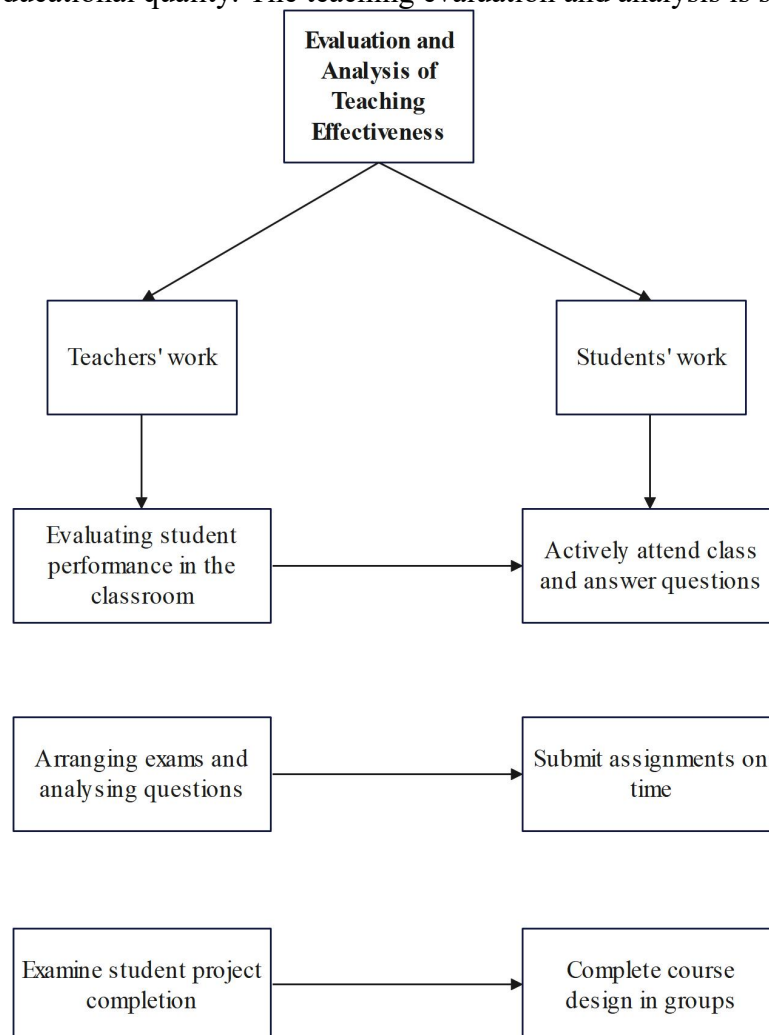 ducational quality. The teaching evaluation and analysis is s
Evaluation and
Analysis of
Teaching
Effectiveness
Teachers' work
Students' work
Evaluating student
performance in the
classroom
Actively attend class
and answer questions
Arranging exams and
analysing questions
Submit assignments on
time
Examine student project
completion
Complete course
design in groups